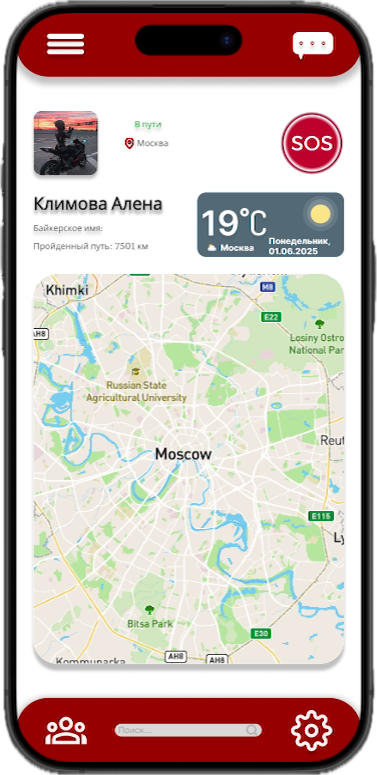 В пути
Москва
SOS
Климова Алена
Байкерское имя:
Пройденный путь: 7501 км
19°C
Москва
Понедельник,
01.06.2025
Khimki
M8
E22
AH8
Losiny Ostro
National Par
Russian State
Agricultural University
Moscow
Reut
E115
Ly
Bitsa Park
E30
AH8
AH8
Kommunarka
Поиск...